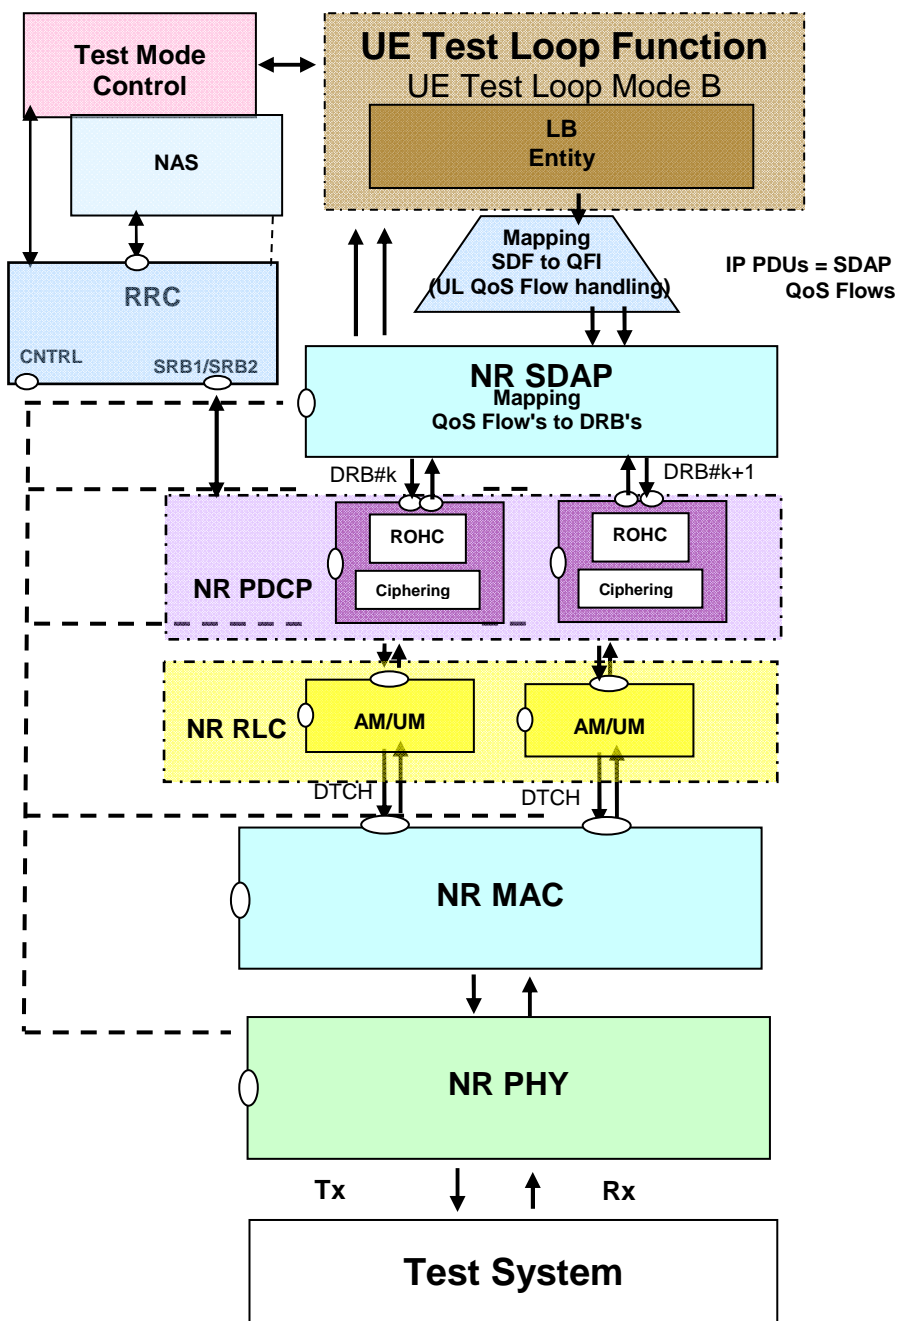 Test Mode
Control
UE Test Loop Function
UE Test Loop Mode B
LB
Entity
NAS
Mapping
SDF to QFI
(UL QoS Flow handling)
IP PDUs = SDAP
QoS Flows
RRC
CNTRL
SRB1/SRB2
NR SDAP
Mapping
QoS Flow's to DRB's
DRB#k
DRB#k+1
NR PDCP
ROHC
Ciphering
ROHC
Ciphering
NR RLC
AM/UM
AM/UM
DTCH
DTCH
NR MAC
NR PHY
Tx
Rx
Test System